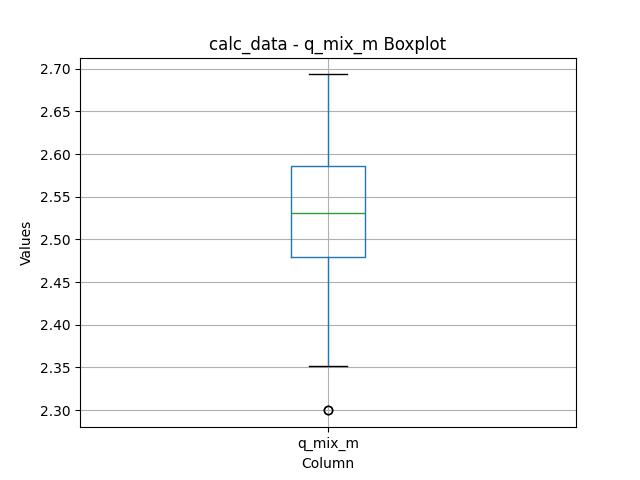 calc_data - q_mix_m Boxplot
2.70
2.65
2.60
2.55
2.50
2.45
2.40
2.35
2.30
Values
q_mix_m
Column